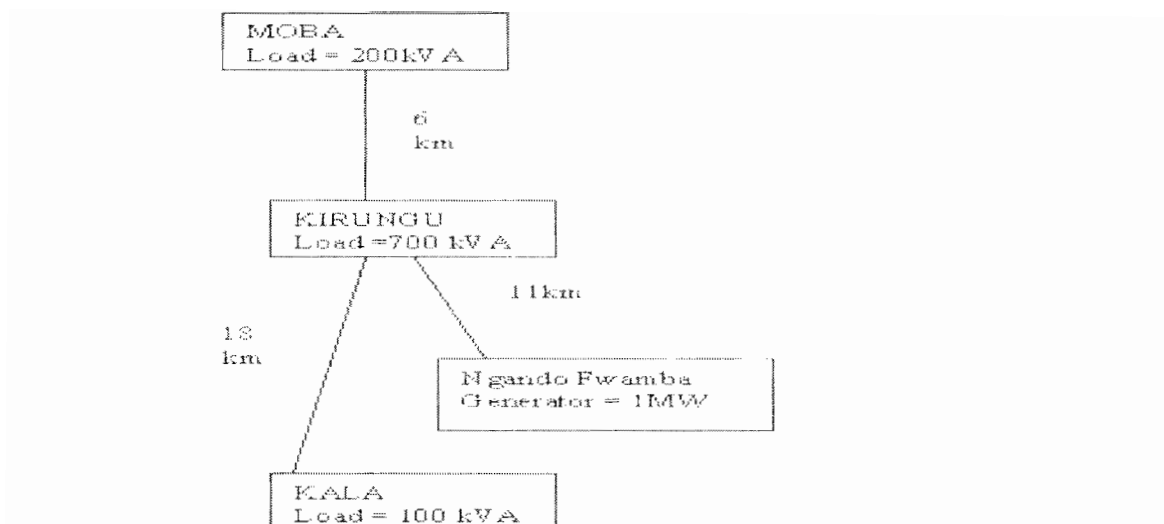 MOBA
Load = 200kVA
6
km
KIRUNGU
Load =700 kVA
11km
18
km
Ngando Fwamba
Generator = 1MW
KALA
Load = 100 kVA